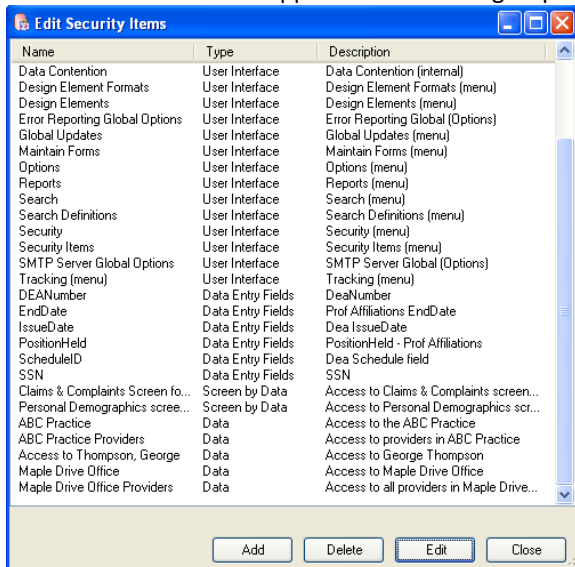 Edit Security Items
Name Type Description
Data Contention User Interface Data Contention (internal)
Design Element Formats User Interface Design Element Formats (menu)
Design Elements User Interface Design Elements (menu)
Error Reporting Global Options User Interface Error Reporting Global (Options)
Global Updates User Interface Global Updates (menu)
Maintain Forms User Interface Maintain Forms (menu)
Options User Interface Options (menu)
Reports User Interface Reports (menu)
Search User Interface Search (menu)
Search Definitions User Interface Search Definitions (menu)
Security User Interface Security (menu)
Security Items User Interface Security Items (menu)
SMTP Server Global Options User Interface SMTP Server Global (Options)
Tracking (menu) User Interface Tracking (menu)
DEANumber Data Entry Fields DeaNumber
EndDate Data Entry Fields Prof Affiliations EndDate
IssueDate Data Entry Fields Dea IssueDate
PositionHeld Data Entry Fields PositionHeld - Prof Affiliations
ScheduleID Data Entry Fields Dea Schedule field
SSN Data Entry Fields SSN
Claims & Complaints Screen fo... Screen by Data Access to Claims & Complaints screen...
Personal Demographics scree... Screen by Data Access to Personal Demographics scr...
ABC Practice Data Access to the ABC Practice
ABC Practice Providers Data Access to providers in ABC Practice
Access to Thompson, George Data Access to George Thompson
Maple Drive Office Data Access to Maple Drive Office
Maple Drive Office Providers Data Access to all providers in Maple Drive...
Add Delete Edit Close